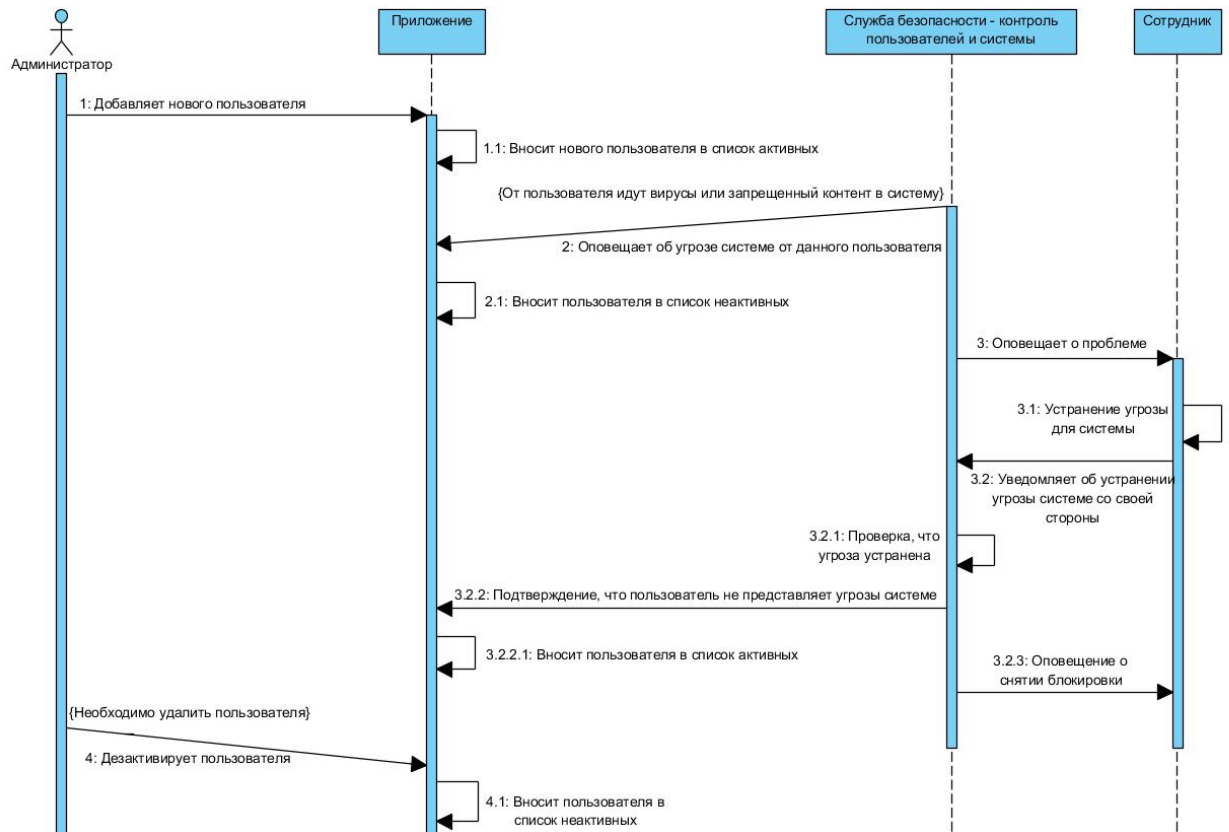 Администратор
Приложение
Служба безопасности - контроль
пользователей и системы
Сотрудник
1: Добавляет нового пользователя
1.1: Вносит нового пользователя в список активных
{От пользователя идут вирусы или запрещенный контент в систему}
2: Оповещает об угрозе системе от данного пользователя
2.1: Вносит пользователя в список неактивных
3: Оповещает о проблеме
3.1: Устранение угрозы
для системы
3.2: Уведомляет об устранении
угрозы системе со своей
стороны
3.2.1: Проверка, что
угроза устранена
3.2.2: Подтверждение, что пользователь не представляет угрозы системе
3.2.2.1: Вносит пользователя в список активных
3.2.3: Оповещение о
снятии блокировки
{Необходимо удалить пользователя}
4: Дезактивирует пользователя
4.1: Вносит пользователя в
список неактивных